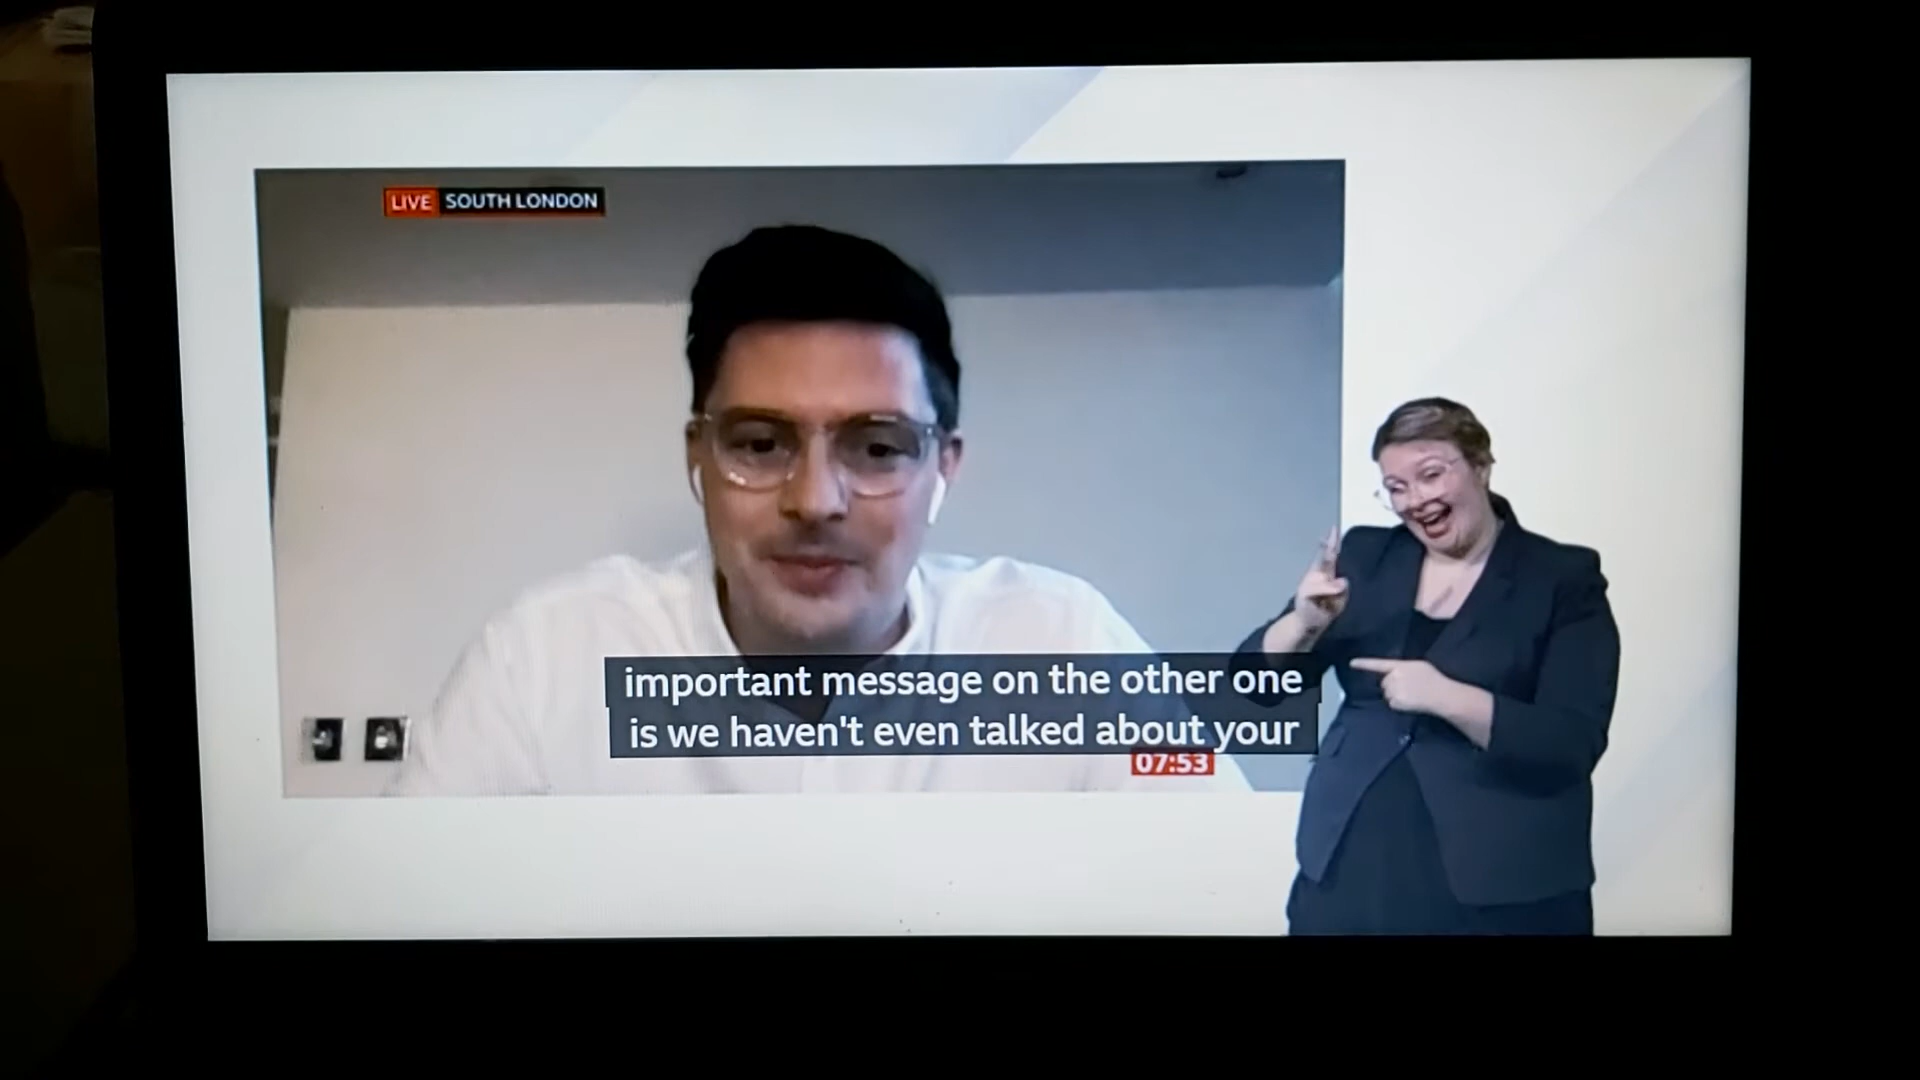 LIVE SOUTH LONDON
important message on the other one
is we haven't even talked about your
07:53